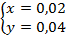 {x = 0,02
y = 0,04